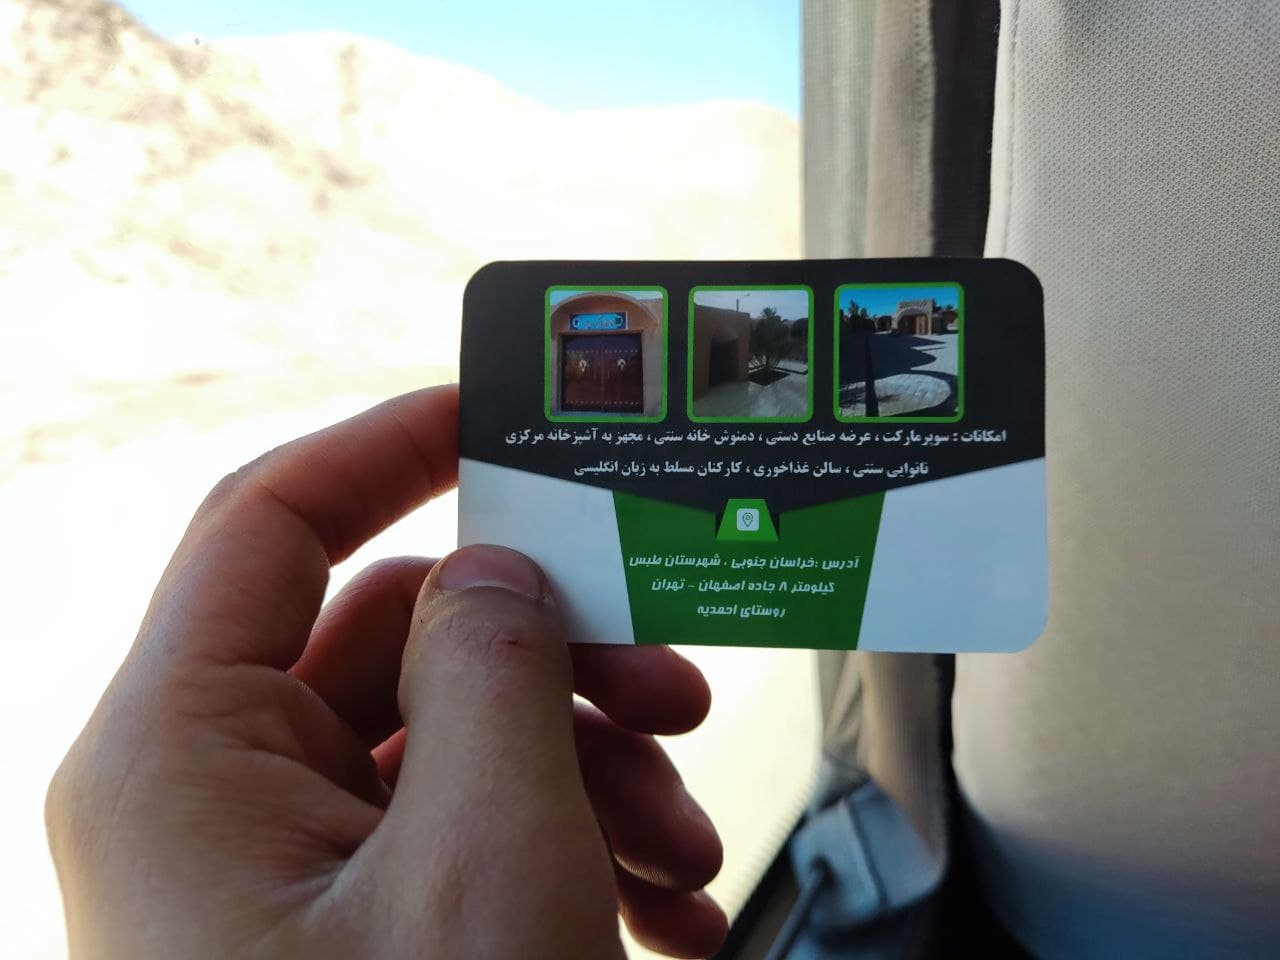 امکانات : سوپرمارکت ، عرضه صنایع دستی ، دمنوش خانه سنتی ، مجهز به آشپزخانه مرکزی
نانوایی سنتی ، سالن غذاخوری ، کارکنان مسلط به زبان انگلیسی
آدرس :خراسان جنوبی ، شهرستان طبس
کیلومتر ۸ جاده اصفهان - تهران
روستای احمدیه